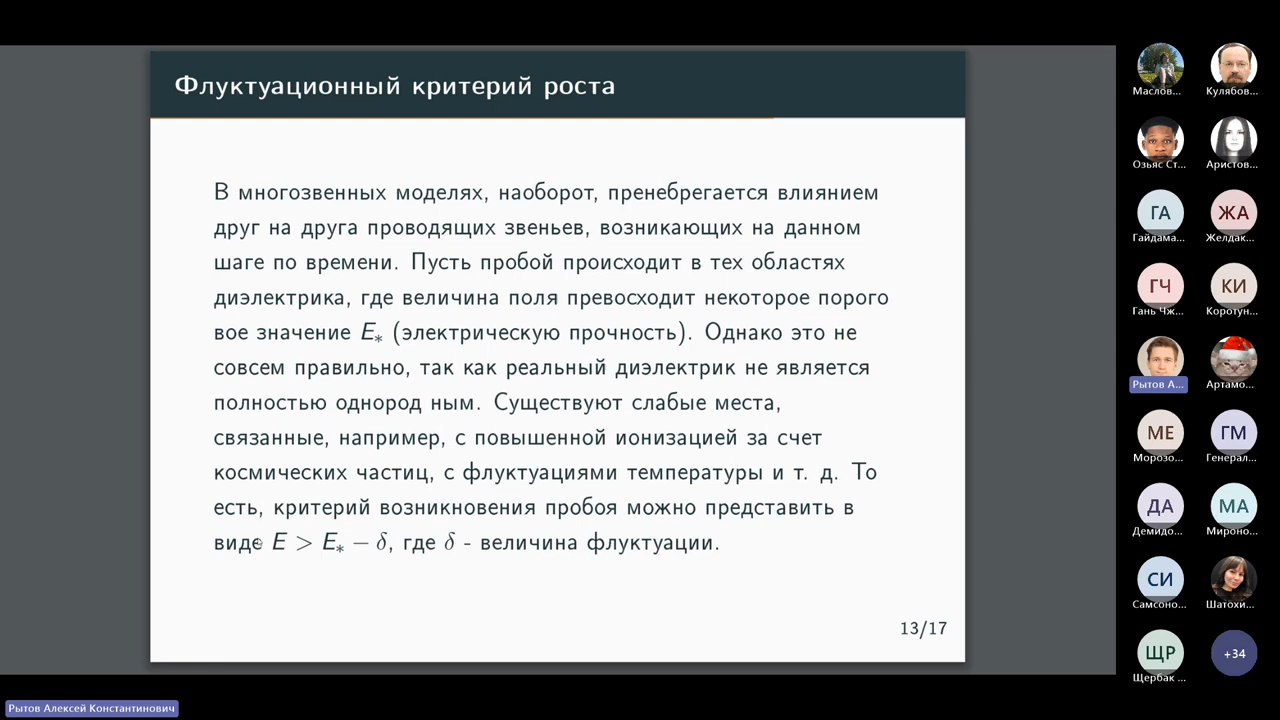 Флуктуационный критерий роста
В многозвенных моделях, наоборот, пренебрегается влиянием
друг на друга проводящих звеньев, возникающих на данном
шаге по времени. Пусть пробой происходит в тех областях
диэлектрика, где величина поля превосходит некоторое порого
вое значение E∗ (электрическую прочность). Однако это не
совсем правильно, так как реальный диэлектрик не является
полностью однород ным. Существуют слабые места,
связанные, например, с повышенной ионизацией за счет
космических частиц, с флуктуациями температуры и т. д. То
есть, критерий возникновения пробоя можно представить в
виде E > E∗ − δ, где δ - величина флуктуации.
13/17
Маслов...
Кулябов...
Озьяс Ст...
Аристов...
ГА
ЖА
Гайдама...
Желдак...
ГЧ
КИ
Гань Чж...
Коротун...
Рытов А...
Артамо...
МЕ
ГМ
Морозо...
Генерал...
ДА
МА
Демидо...
Мироно...
СИ
Самсоно...
Шатохи...
ЩР
+34
Щербак ...
Рытов Алексей Константинович